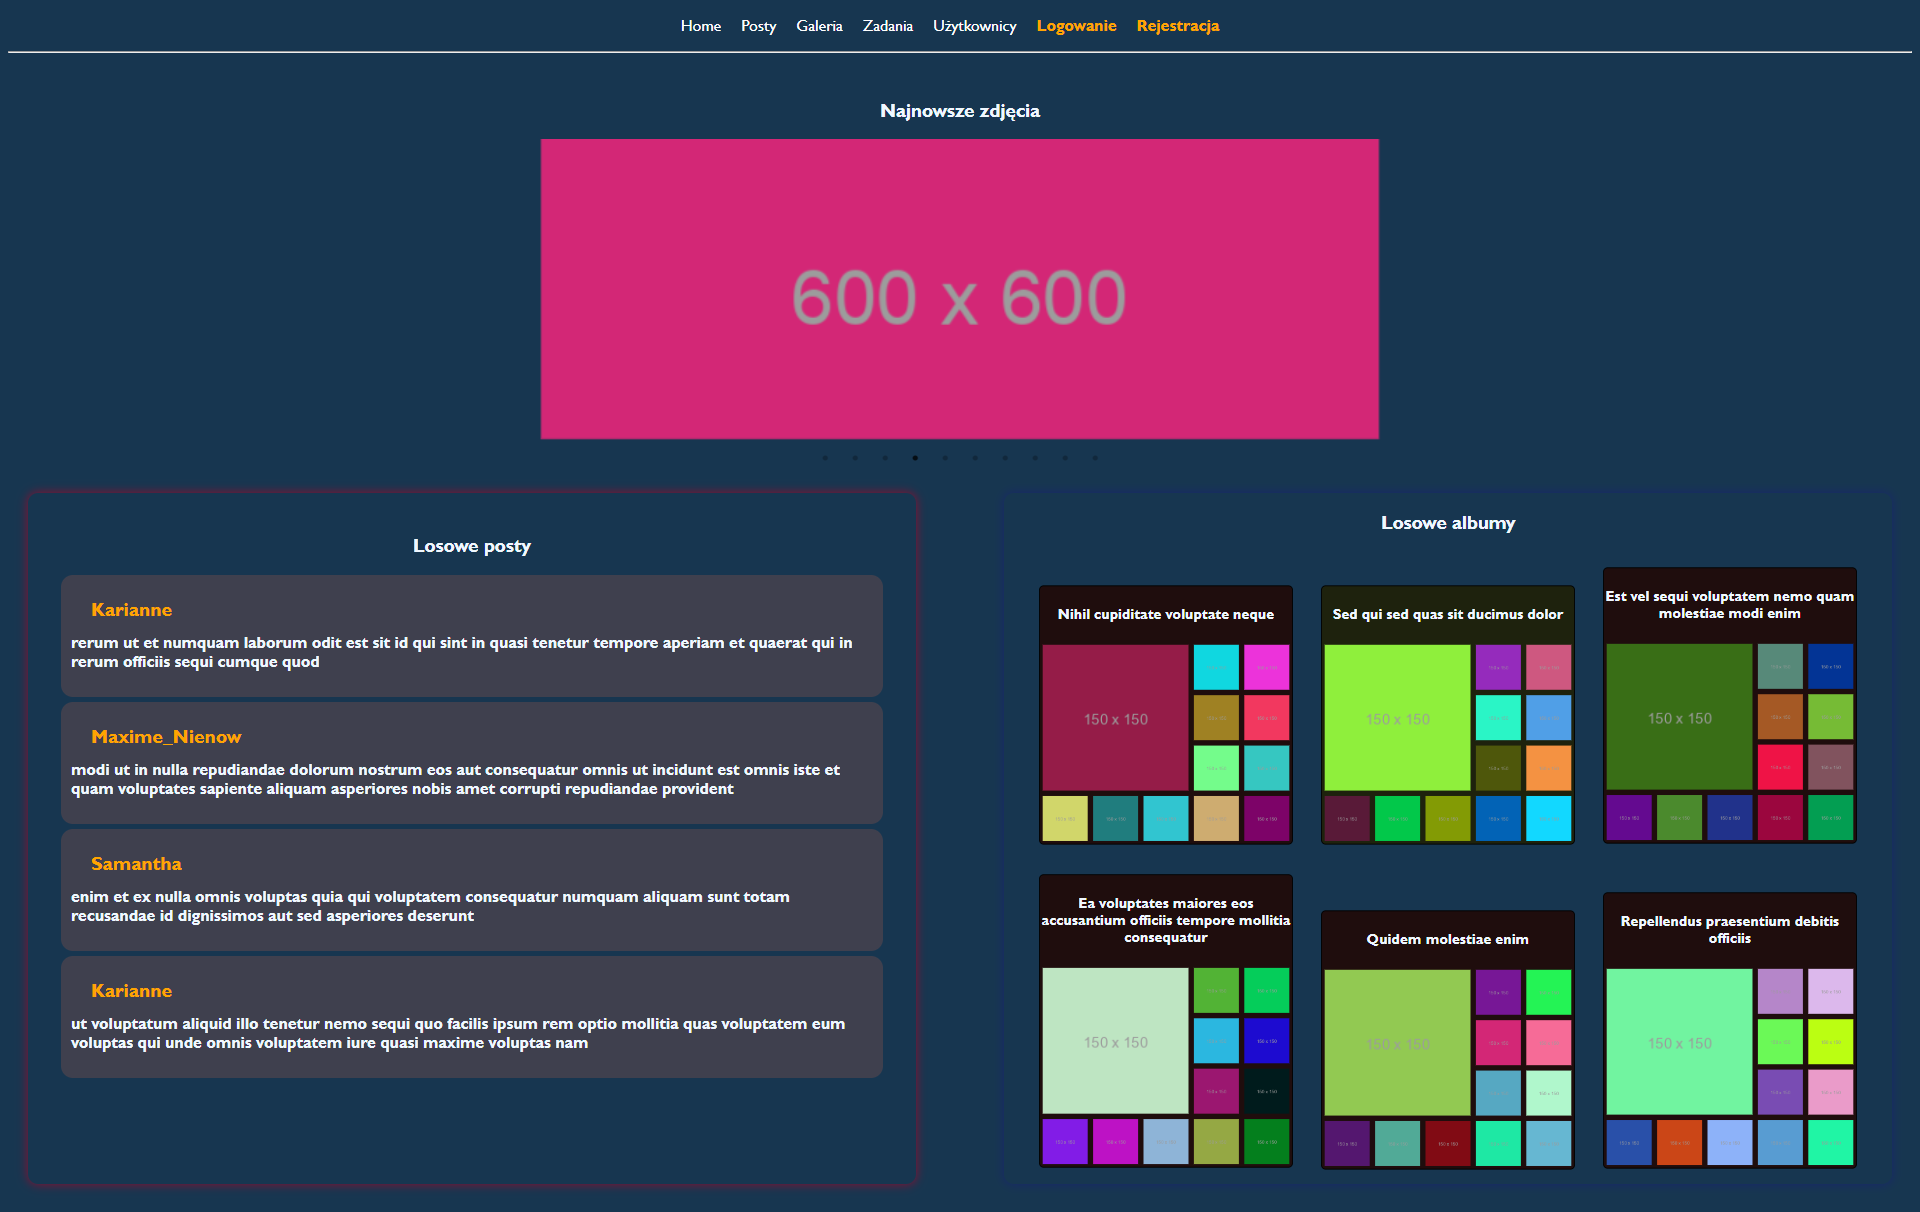 Home Posty Galeria Zadania Użytkownicy Logowanie Rejestracja
Najnowsze zdjęcia
600 x 600
Losowe posty
Karianne
rerum ut et numquam laborum odit est sit id qui sint in quasi tenetur tempore aperiam et quaerat qui in
rerum officiis sequi cumque quod
Maxime_Nienow
modi ut in nulla repudiandae dolorum nostrum eos aut consequatur omnis ut incidunt est omnis iste et
quam voluptates sapiente aliquam asperiores nobis amet corrupti repudiandae provident
Samantha
enim et ex nulla omnis voluptas quia qui voluptatem consequatur numquam aliquam sunt totam
recusandae id dignissimos aut sed asperiores deserunt
Karianne
ut voluptatum aliquid illo tenetur nemo sequi quo facilis ipsum rem optio mollitia quas voluptatem eum
voluptas qui unde omnis voluptatem iure quasi maxime voluptas nam
Losowe albumy
Nihil cupiditate voluptate neque
150 x 150
Sed qui sed quas sit ducimus dolor
150 x 150
Est vel sequi voluptatem nemo quam
molestiae modi enim
150 x 150
Ea voluptates maiores eos
accusantium officiis tempore mollitia
consequatur
150 x 150
Quidem molestiae enim
150 x 150
Repellendus praesentium debitis
officiis
150 x 150